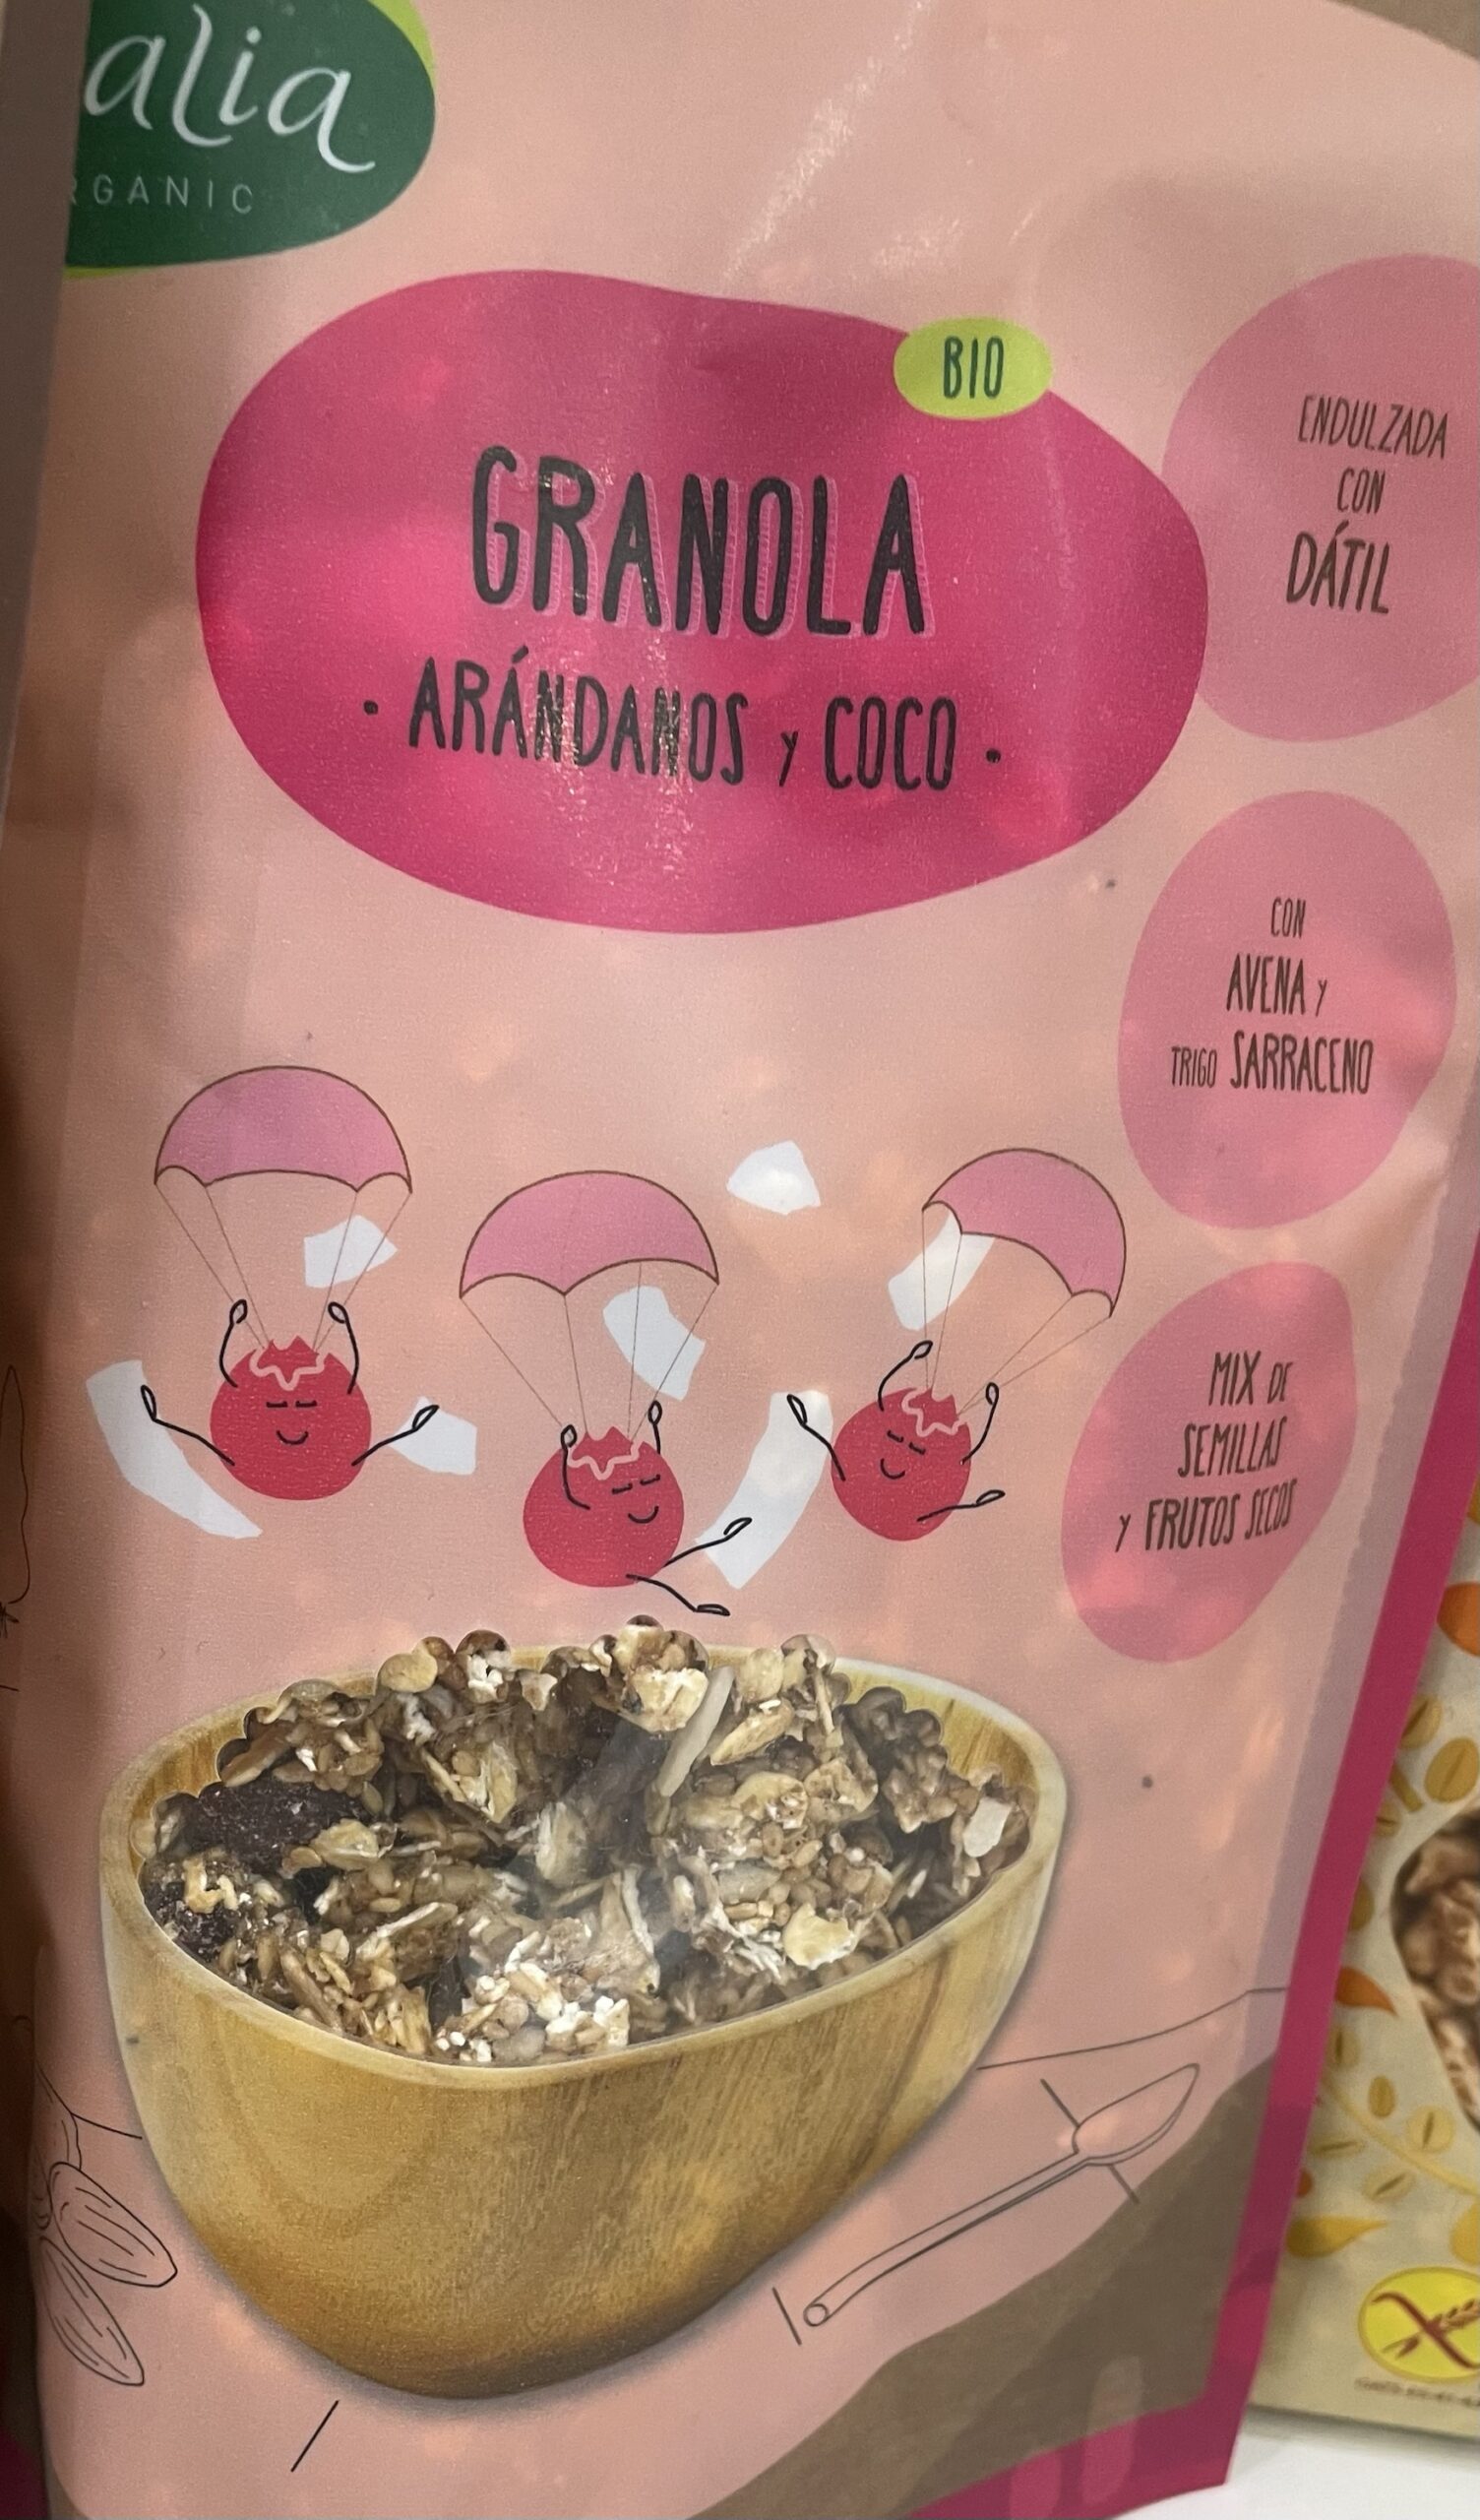 alia
RGANIC
BIO
GRANOLA
· ARÁNDANOS y COCO ·
ENDULZADA
CON
DÁTIL
CON
AVENA y
TRIGO SARRACENO
MIX DE
SEMILLAS
y FRUTOS SECOS